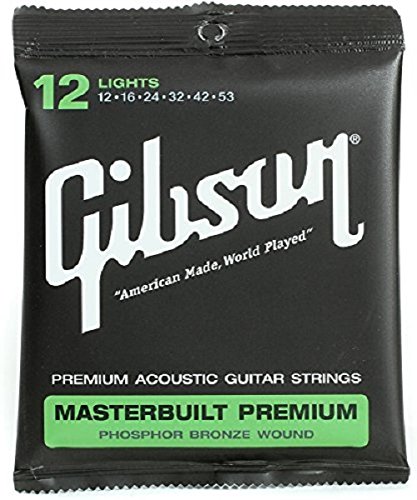 12 LIGHTS
12•16•24•32•42•53
Gibson®
"American Made, World Played"
PREMIUM ACOUSTIC GUITAR STRINGS
MASTERBUILT PREMIUM
PHOSPHOR BRONZE WOUND